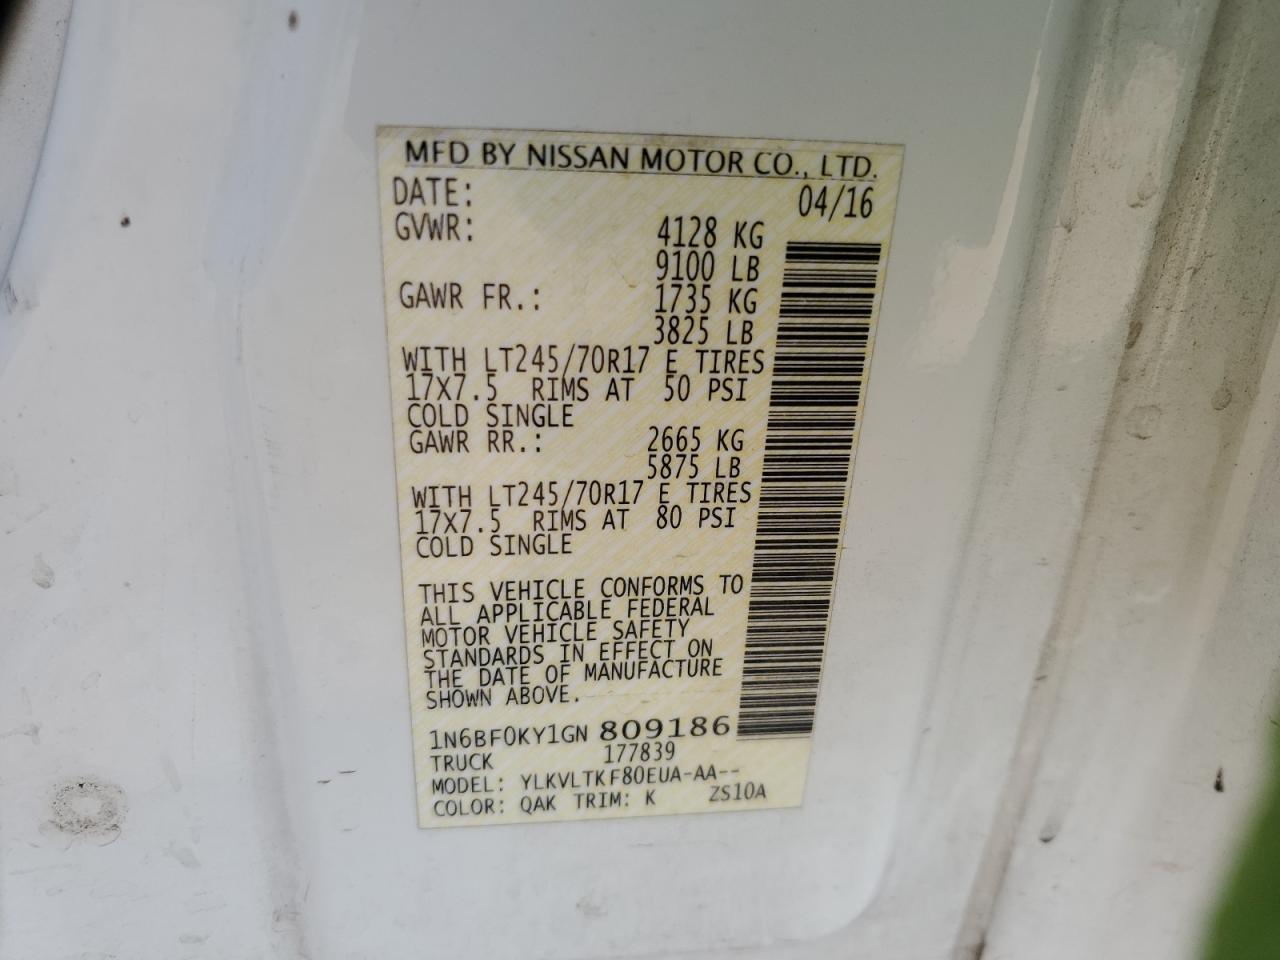 MFD BY NISSAN MOTOR CO., LTD.
DATE: 04/16
GVWR: 4128 KG
9100 LB
GAWR FR.: 1735 KG
3825 LB
WITH LT245/70R17 E TIRES
17X7.5 RIMS AT 50 PSI
COLD SINGLE
GAWR RR.: 2665 KG
5875 LB
WITH LT245/70R17 E TIRES
17X7.5 RIMS AT 80 PSI
COLD SINGLE
THIS VEHICLE CONFORMS TO
ALL APPLICABLE FEDERAL
MOTOR VEHICLE SAFETY
STANDARDS IN EFFECT ON
THE DATE OF MANUFACTURE
SHOWN ABOVE.
1N6BF0KY1GN 809186
TRUCK 177839
MODEL: YLKVLTKF80EUA-AA--
COLOR: QAK TRIM: K ZS10A